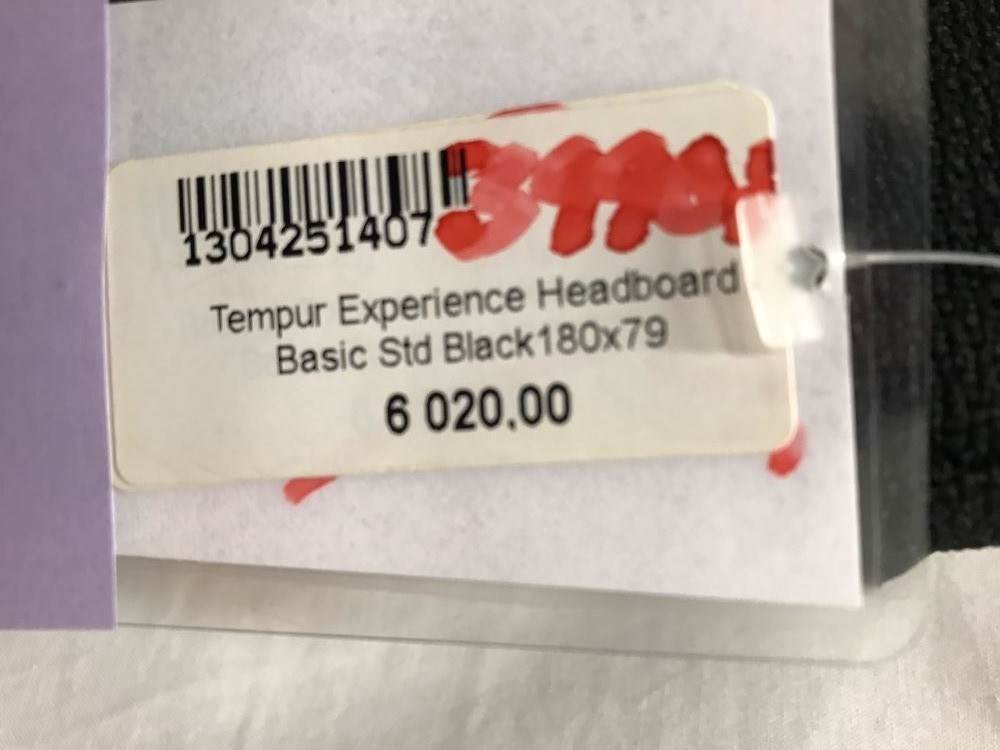 1304251407
Tempur Experience Headboard
Basic Std Black180x79
6 020.00